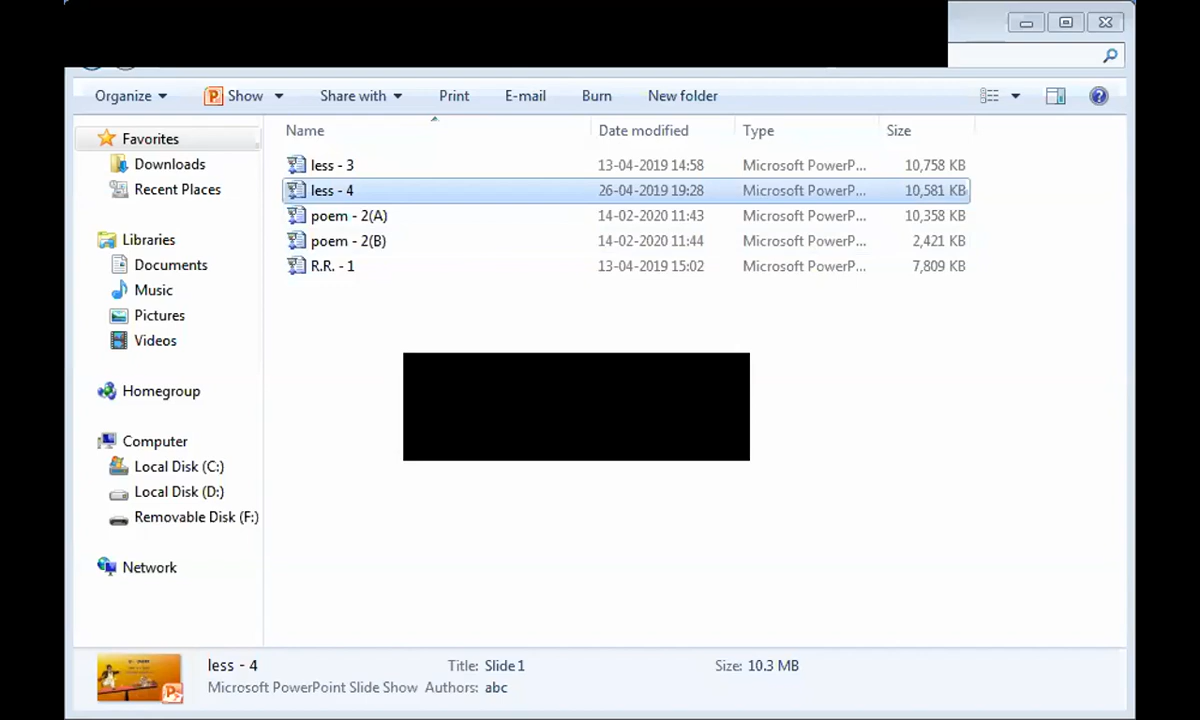 Organize Show Share with Print E-mail Burn New folder
Name Date modified Type Size
Favorites
Downloads
Recent Places
Libraries
Documents
Music
Pictures
Videos
Homegroup
Computer
Local Disk (C:)
Local Disk (D:)
Removable Disk (F:)
Network
less - 3 13-04-2019 14:58 Microsoft PowerP... 10,758 KB
less - 4 26-04-2019 19:28 Microsoft PowerP... 10,581 KB
poem - 2(A) 14-02-2020 11:43 Microsoft PowerP... 10,358 KB
poem - 2(B) 14-02-2020 11:44 Microsoft PowerP... 2,421 KB
R.R. - 1 13-04-2019 15:02 Microsoft PowerP... 7,809 KB
less - 4 Title: Slide1 Size: 10.3 MB
Microsoft PowerPoint Slide Show Authors: abc